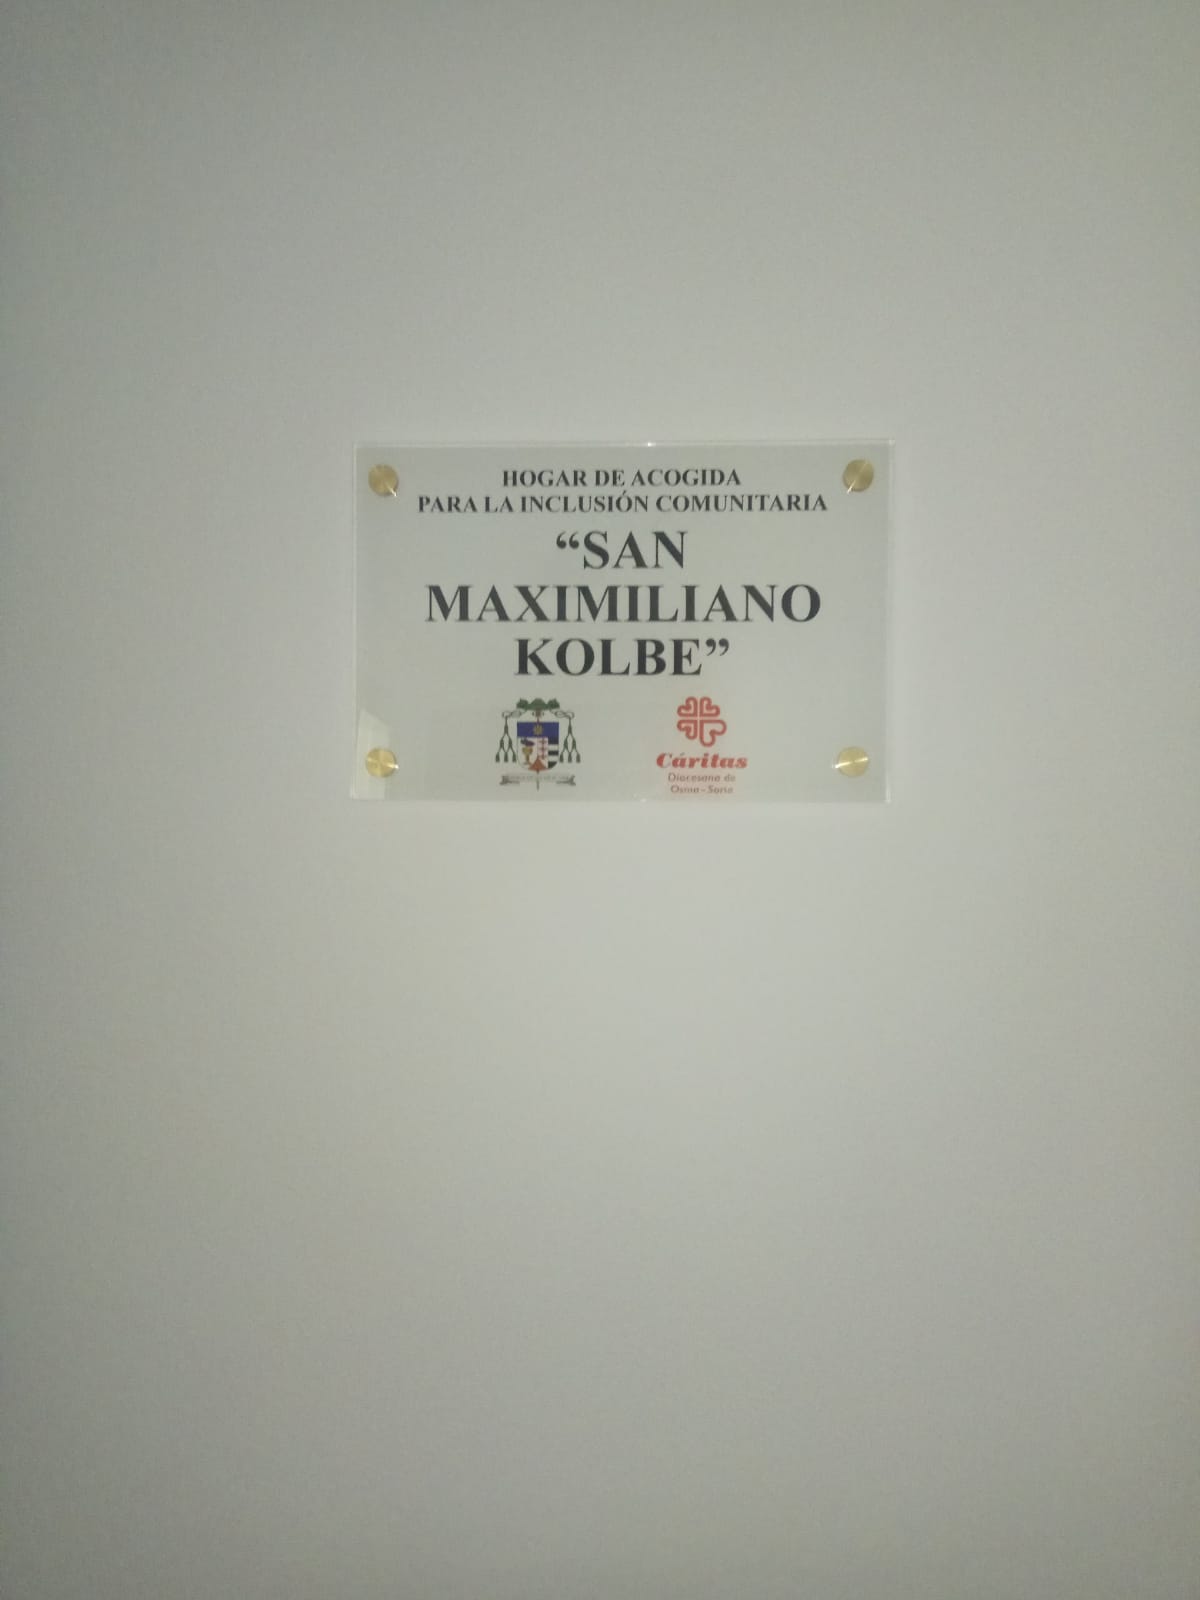 HOGAR DE ACOGIDA
PARA LA INCLUSIÓN COMUNITARIA
“SAN
MAXIMILIANO
KOLBE”
Cáritas
Diocesana de
Osma-Soria